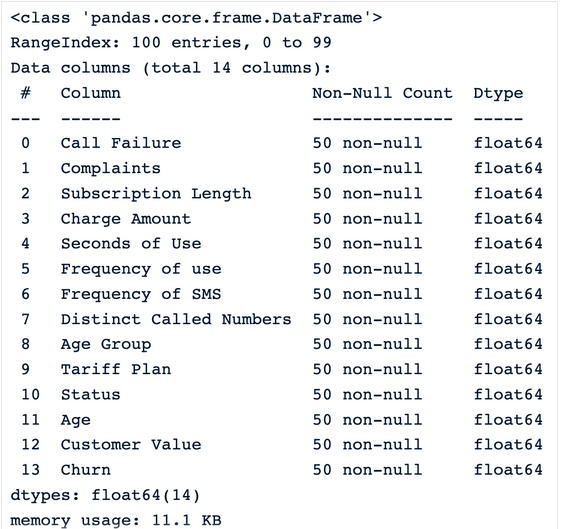 <class 'pandas.core.frame.DataFrame'>
RangeIndex: 100 entries, 0 to 99
Data columns (total 14 columns):
 #   Column                   Non-Null Count  Dtype
---  ------                   --------------  -----
 0   Call Failure             50 non-null     float64
 1   Complaints               50 non-null     float64
 2   Subscription Length      50 non-null     float64
 3   Charge Amount            50 non-null     float64
 4   Seconds of Use           50 non-null     float64
 5   Frequency of use         50 non-null     float64
 6   Frequency of SMS         50 non-null     float64
 7   Distinct Called Numbers  50 non-null     float64
 8   Age Group                50 non-null     float64
 9   Tariff Plan              50 non-null     float64
 10  Status                   50 non-null     float64
 11  Age                      50 non-null     float64
 12  Customer Value           50 non-null     float64
 13  Churn                    50 non-null     float64
dtypes: float64(14)
memory usage: 11.1 KB